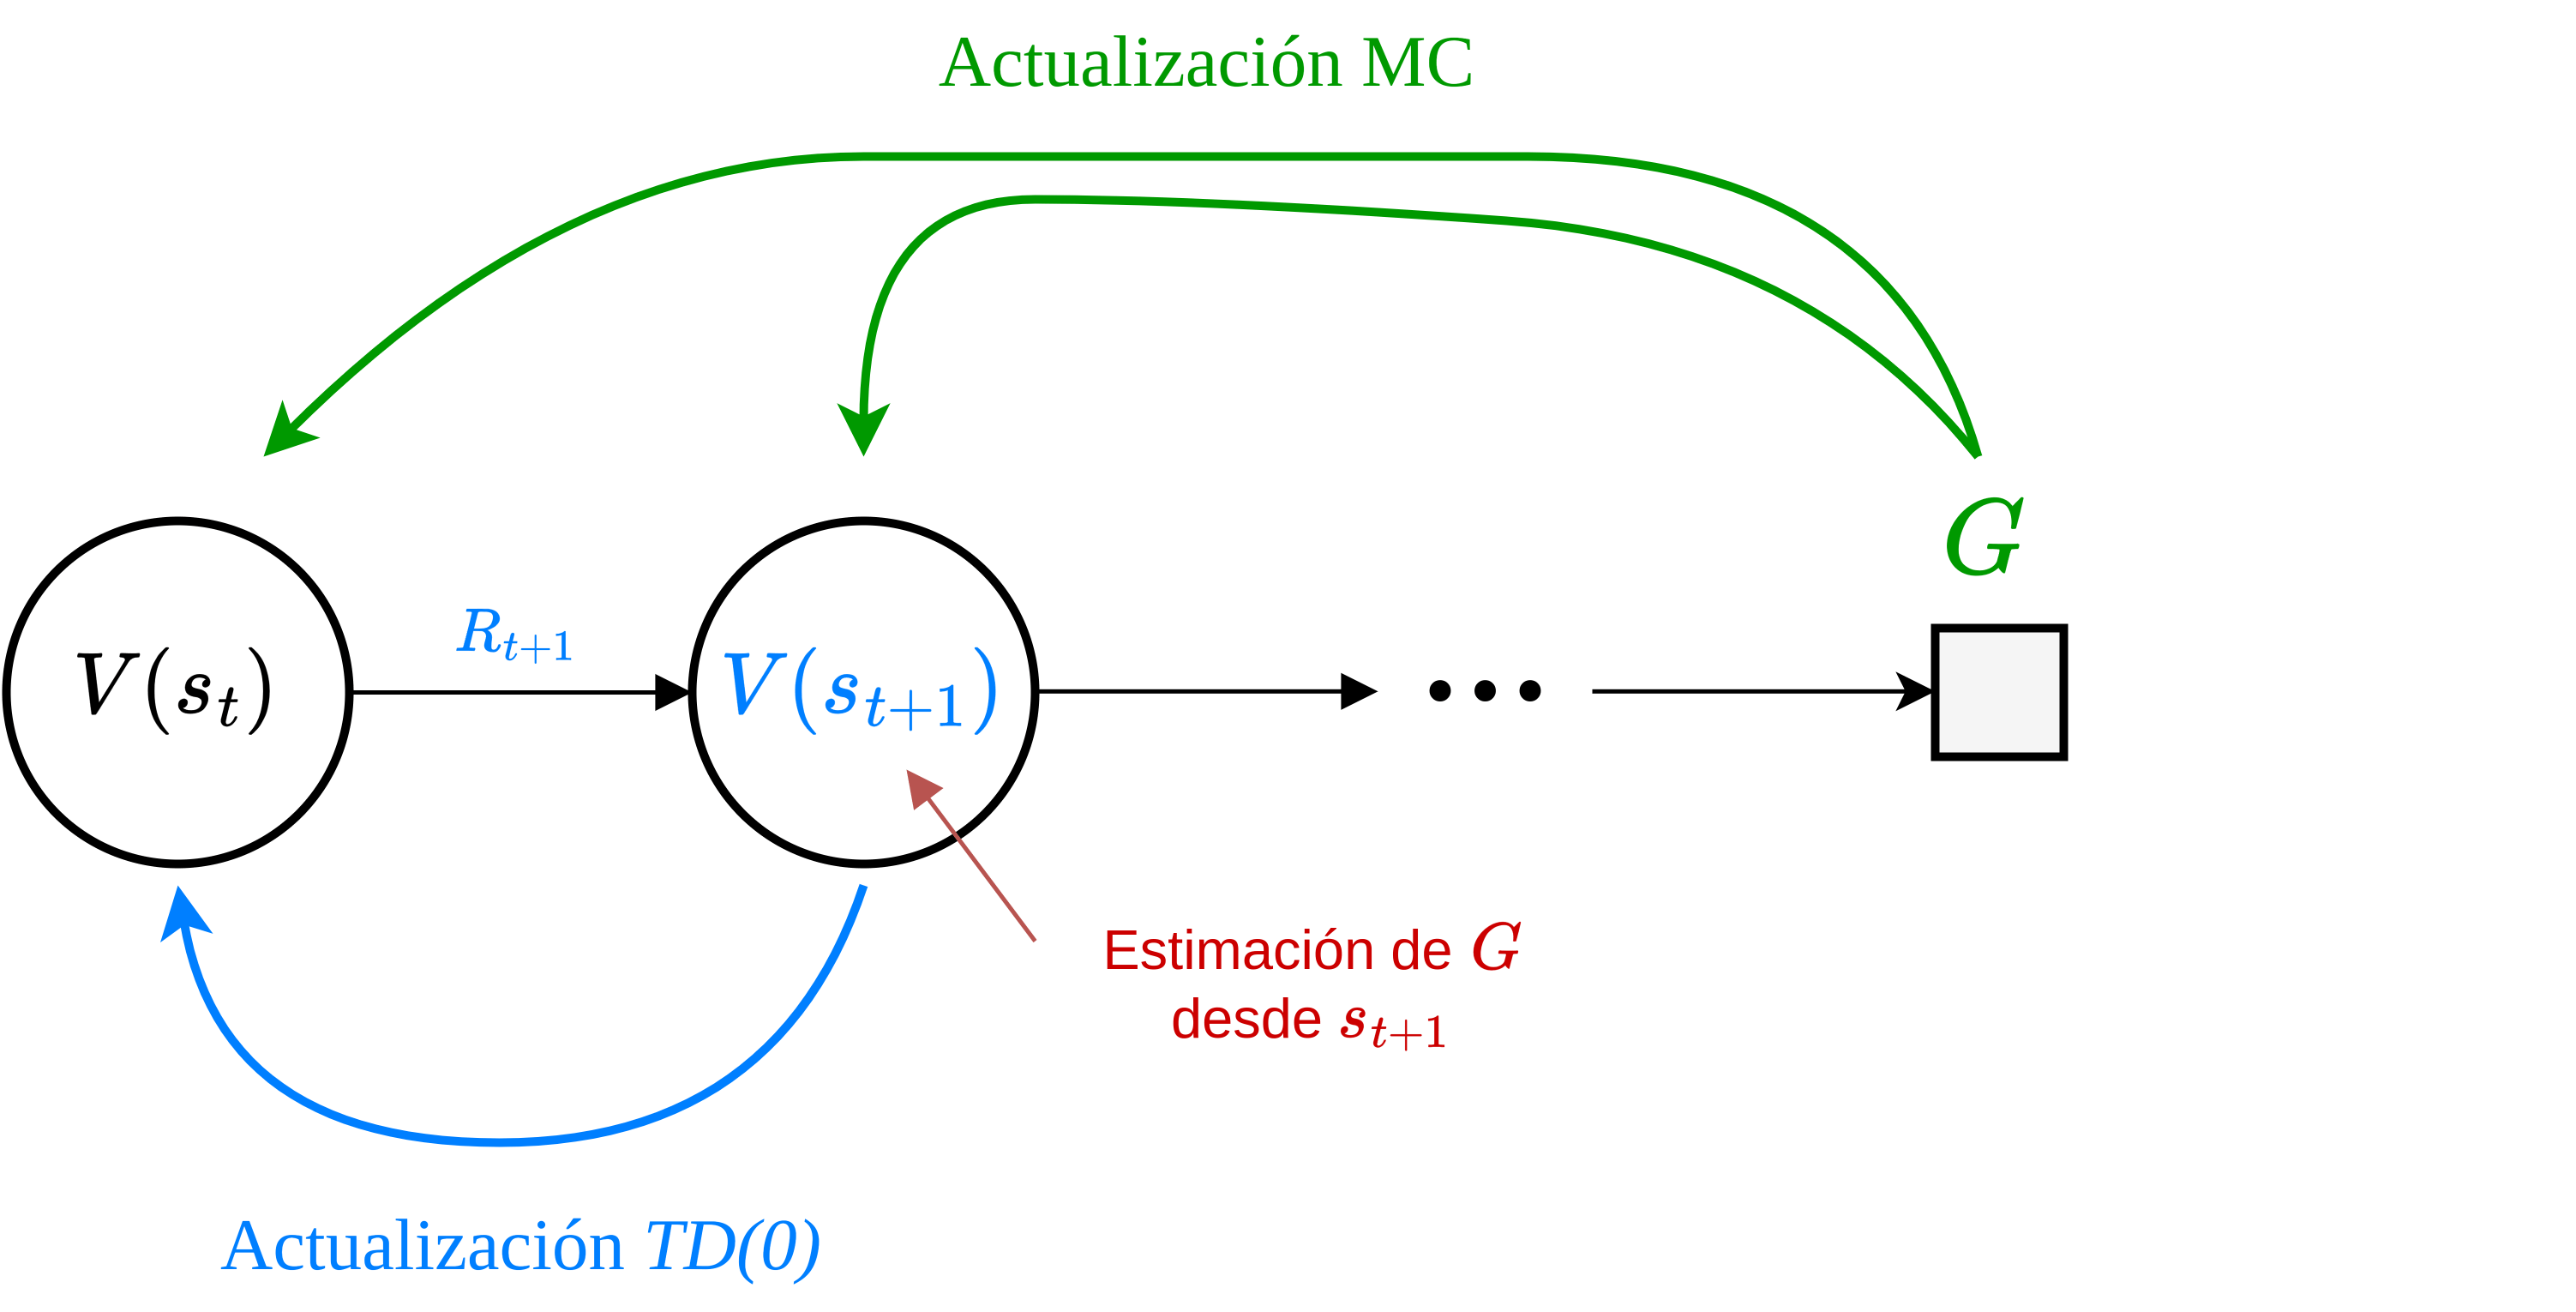 Actualización MC
G
V(s_t)
R_{t+1}
V(s_{t+1})
Estimación de G
desde s_{t+1}
Actualización TD(0)